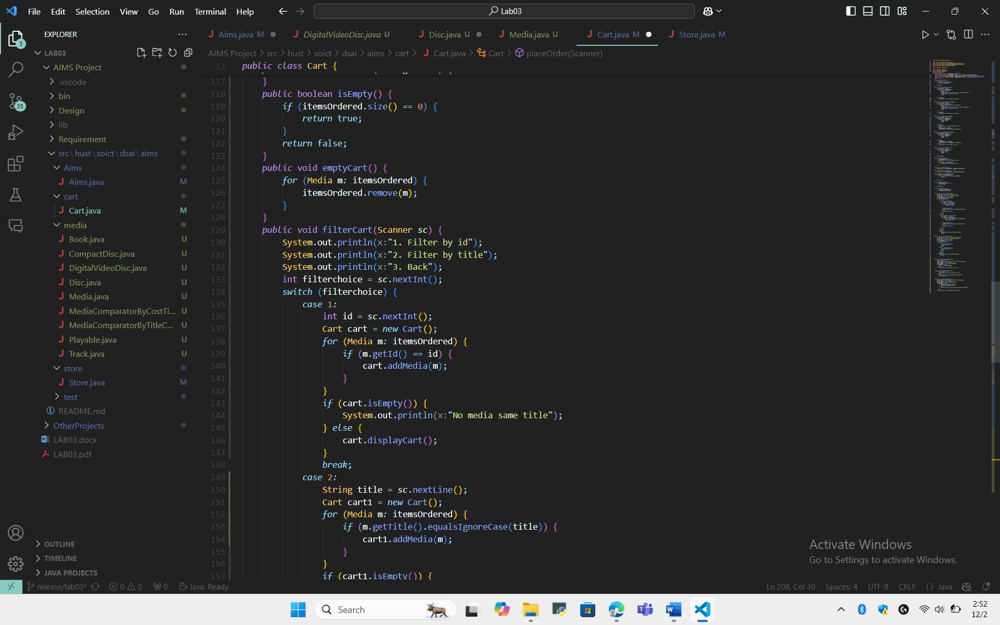 File Edit Selection View Go Run Terminal Help
Lab03
EXPLORER
LAB03
AIMS Project
.vscode
bin
Design
lib
Requirement
src\hust\soict\dsai\aims
Aims
Aims.java M
cart
Cart.java M
media
Book.java U
CompactDisc.java U
DigitalVideoDisc.java U
Disc.java U
Media.java U
MediaComparatorByCostTi... U
MediaComparatorByTitleC... U
Playable.java U
Track.java U
store
Store.java M
test
README.md
OtherProjects
LAB03.docx
LAB03.pdf
OUTLINE
TIMELINE
JAVA PROJECTS
3
35
Aims.java M DigitalVideoDisc.java U Disc.java U Media.java U Cart.java M Store.java M
AIMS Project > src > hust > soict > dsai > aims > cart > Cart.java > Cart > placeOrder(Scanner)
13 public class Cart {
117 }
118 public boolean isEmpty() {
119 if (itemsOrdered.size() == 0) {
120 return true;
121 }
122 return false;
123 }
124 public void emptyCart() {
125 for (Media m: itemsOrdered) {
126 itemsOrdered.remove(m);
127 }
128 }
129 public void filterCart(Scanner sc) {
130 System.out.println(x:"1. Filter by id");
131 System.out.println(x:"2. Filter by title");
132 System.out.println(x:"3. Back");
133 int filterchoice = sc.nextInt();
134 switch (filterchoice) {
135 case 1:
136 int id = sc.nextInt();
137 Cart cart = new Cart();
138 for (Media m: itemsOrdered) {
139 if (m.getId() == id) {
140 cart.addMedia(m);
141 }
142 }
143 if (cart.isEmpty()) {
144 System.out.println(x:"No media same title");
145 } else {
146 cart.displayCart();
147 }
148 break;
149 case 2:
150 String title = sc.nextLine();
151 Cart cart1 = new Cart();
152 for (Media m: itemsOrdered) {
153 if (m.getTitle().equalsIgnoreCase(title)) {
154 cart1.addMedia(m);
155 }
156 }
157 if (cart1.isEmpty()) {
Activate Windows
Go to Settings to activate Windows.
release/lab03* 0 0 0 Java: Ready Ln 208, Col 30 Spaces: 4 UTF-8 CRLF {} Java
Search
2:52
12/2